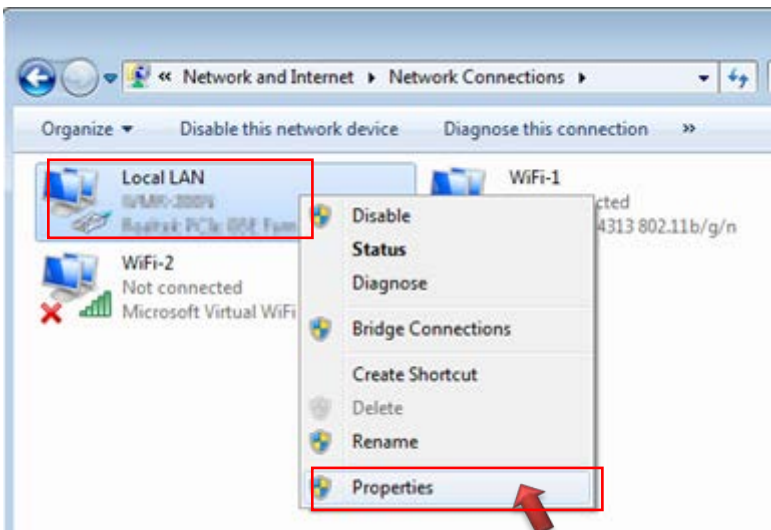 « Network and Internet ▸ Network Connections ▸
Organize ▾ Disable this network device Diagnose this connection »
Local LAN
WiFi-1
cted
4313 802.11b/g/n
WiFi-2
Not connected
Microsoft Virtual WiFi
Disable
Status
Diagnose
Bridge Connections
Create Shortcut
Delete
Rename
Properties